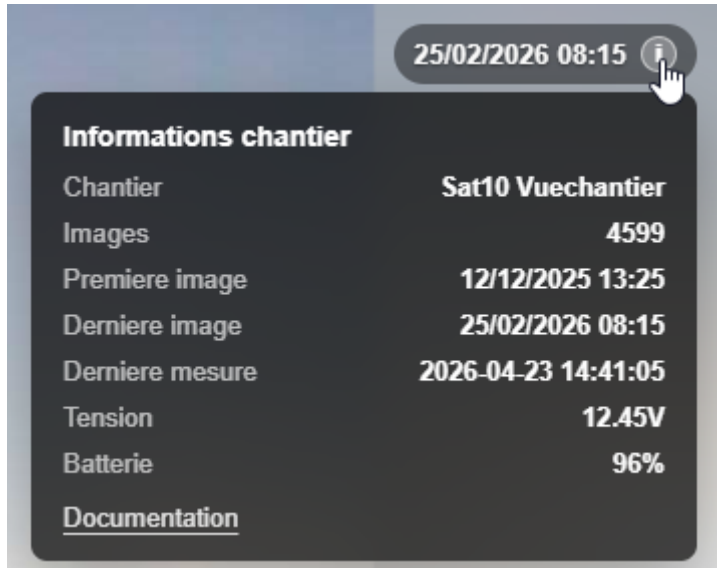 25/02/2026 08:15 i
Informations chantier
Chantier Sat10 Vuechantier
Images 4599
Premiere image 12/12/2025 13:25
Derniere image 25/02/2026 08:15
Derniere mesure 2026-04-23 14:41:05
Tension 12.45V
Batterie 96%
Documentation